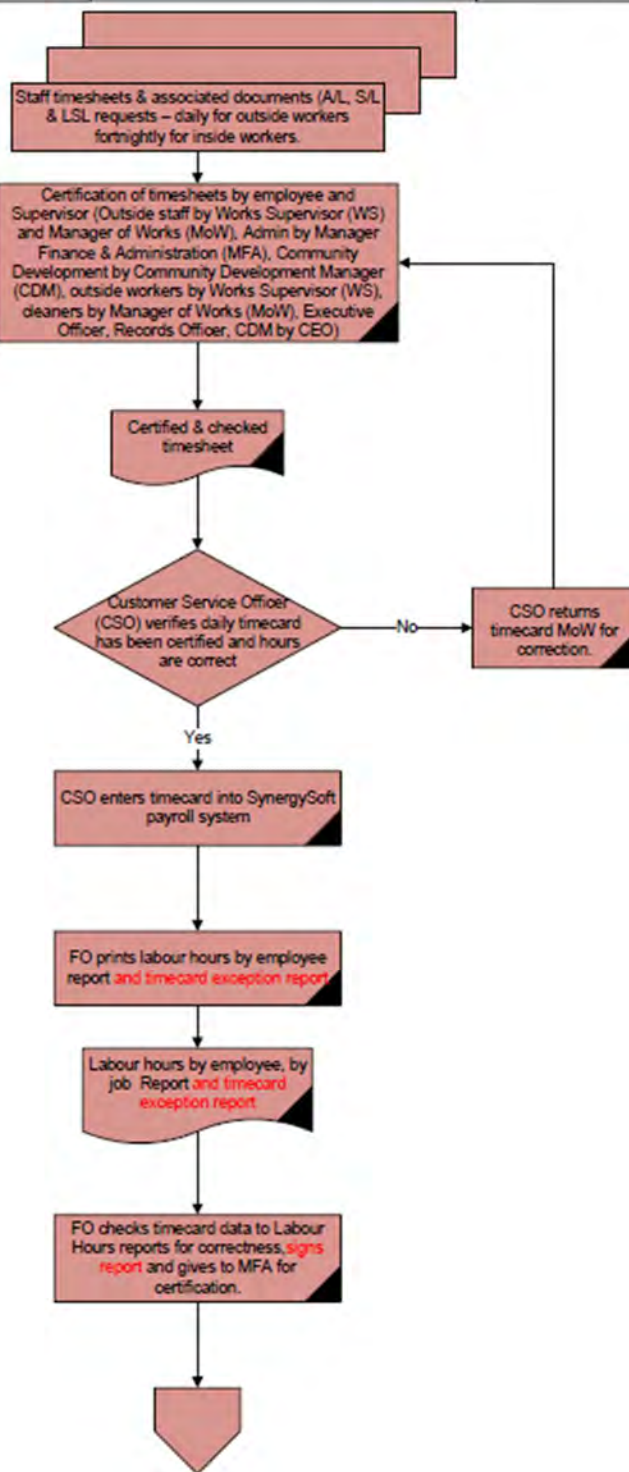 Staff timesheets & associated documents (A/L, S/L
& LSL requests – daily for outside workers
fortnightly for inside workers.
Certification of timesheets by employee and
Supervisor (Outside staff by Works Supervisor (WS)
and Manager of Works (MoW), Admin by Manager
Finance & Administration (MFA), Community
Development by Community Development Manager
(CDM), outside workers by Works Supervisor (WS),
cleaners by Manager of Works (MoW), Executive
Officer, Records Officer, CDM by CEO)
Certified & checked
timesheet
Customer Service Officer
(CSO) verifies daily timecard
has been certified and hours
are correct
No
CSO returns
timecard MoW for
correction.
Yes
CSO enters timecard into SynergySoft
payroll system
FO prints labour hours by employee
report and timecard exception report
Labour hours by employee, by
job Report and timecard
exception report
FO checks timecard data to Labour
Hours reports for correctness,signs
report and gives to MFA for
certification.